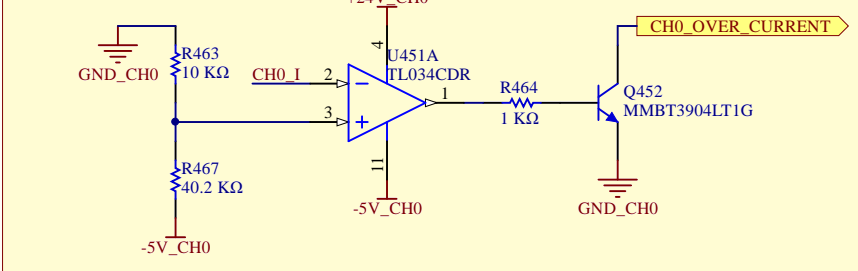 +24V_CH0
CH0_OVER_CURRENT
4
U451A
TL034CDR
R463
10 KΩ
GND_CH0
CH0_I
2
3
1
R464
1 KΩ
Q452
MMBT3904LT1G
11
R467
40.2 KΩ
-5V_CH0
GND_CH0
-5V_CH0